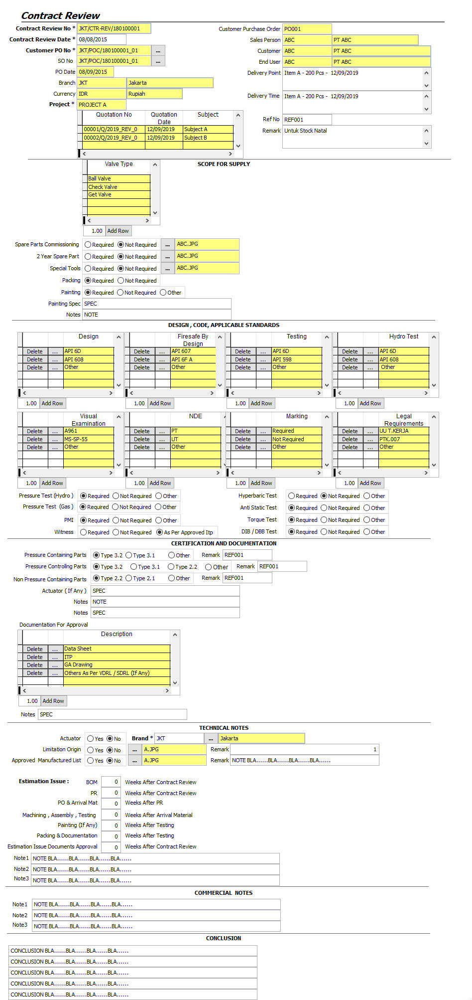 Contract Review
Contract Review No * JKT/CTR-REV/180100001 Customer Purchase Order PO001
Contract Review Date * 08/08/2015 Sales Person ABC PT ABC
Customer PO No * JKT/POC/180100001_01 ... Customer ABC PT ABC
SO No JKT/POC/180100001_01 ... End User ABC PT ABC
PO Date 08/09/2015 Delivery Point Item A - 200 Pcs - 12/09/2019
Branch JKT Jakarta
Currency IDR Rupiah Delivery Time Item A - 200 Pcs - 12/09/2019
Project * PROJECT A
Quotation No Quotation Date Subject Ref No REF001
00001/Q/2019_REV_0 12/09/2019 Subject A Remark Untuk Stock Natal
00002/Q/2019_REV_0 12/09/2019 Subject B
SCOPE FOR SUPPLY
Valve Type
Ball Valve
Check Valve
Get Valve
1.00 Add Row
Spare Parts Commissioning Required Not Required ... ABC.JPG
2 Year Spare Part Required Not Required ... ABC.JPG
Special Tools Required Not Required ... ABC.JPG
Packing Required Not Required
Painting Required Not Required Other
Painting Spec SPEC
Notes NOTE
DESIGN , CODE, APPLICABLE STANDARDS
Design Firesafe By Design Testing Hydro Test
Delete ... API 6D Delete ... API 607 Delete ... API 6D Delete ... API 6D
Delete ... API 608 Delete ... API 6F A Delete ... API 598 Delete ... API 608
Delete ... Other Delete ... Other Delete ... Other Delete ... Other
1.00 Add Row 1.00 Add Row 1.00 Add Row 1.00 Add Row
Visual Examination NDE Marking Legal Requirements
Delete ... A961 Delete ... PT Delete ... Required Delete ... UU T.KERJA
Delete ... MS-SP-55 Delete ... UT Delete ... Not Required Delete ... PTK.007
Delete ... Other Delete ... Other Delete ... Other Delete ... Other
1.00 Add Row 1.00 Add Row 1.00 Add Row 1.00 Add Row
Pressure Test (Hydro ) Required Not Required Other Hyperbaric Test Required Not Required Other
Pressure Test (Gas ) Required Not Required Other Anti Static Test Required Not Required Other
PMI Required Not Required Other Torque Test Required Not Required Other
Witness Required Not Required As Per Approved Itp DIB / DBB Test Required Not Required Other
CERTIFICATION AND DOCUMENTATION
Pressure Containing Parts Type 3.2 Type 3.1 Other Remark REF001
Pressure Controllng Parts Type 3.2 Type 3.1 Type 2.2 Other Remark REF001
Non Pressure Containing Parts Type 2.2 Type 2.1 Other Remark REF001
Actuator ( If Any ) SPEC
Notes NOTE
Notes SPEC
Documentation For Approval
Description
Delete ... Data Sheet
Delete ... ITP
Delete ... GA Drawing
Delete ... Others As Per VDRL / SDRL (If Any)
1.00 Add Row
Notes SPEC
TECHNICAL NOTES
Actuator Yes No Brand * JKT ... Jakarta
Limitation Origin Yes No ... A.JPG Remark 1
Approved Manufactured List Yes No ... A.JPG Remark NOTE BLA......BLA......BLA......BLA......
Estimation Issue : BOM 0 Weeks After Contract Review
PR 0 Weeks After Contract Review
PO & Arrival Mat 0 Weeks After PR
Machining , Assembly , Testing 0 Weeks After Arrival Material
Painting (If Any) 0 Weeks After Testing
Packing & Documentation 0 Weeks After Testing
Estimation Issue Documents Approval 0 Weeks After Contract Review
Note1 NOTE BLA......BLA......BLA......BLA......
Note2 NOTE BLA......BLA......BLA......BLA......
Note3 NOTE BLA......BLA......BLA......BLA......
COMMERCIAL NOTES
Note1 NOTE BLA......BLA......BLA......BLA......
Note2 NOTE BLA......BLA......BLA......BLA......
Note3 NOTE BLA......BLA......BLA......BLA......
CONCLUSION
CONCLUSION BLA......BLA......BLA......BLA......
CONCLUSION BLA......BLA......BLA......BLA......
CONCLUSION BLA......BLA......BLA......BLA......
CONCLUSION BLA......BLA......BLA......BLA......
CONCLUSION BLA......BLA......BLA......BLA......